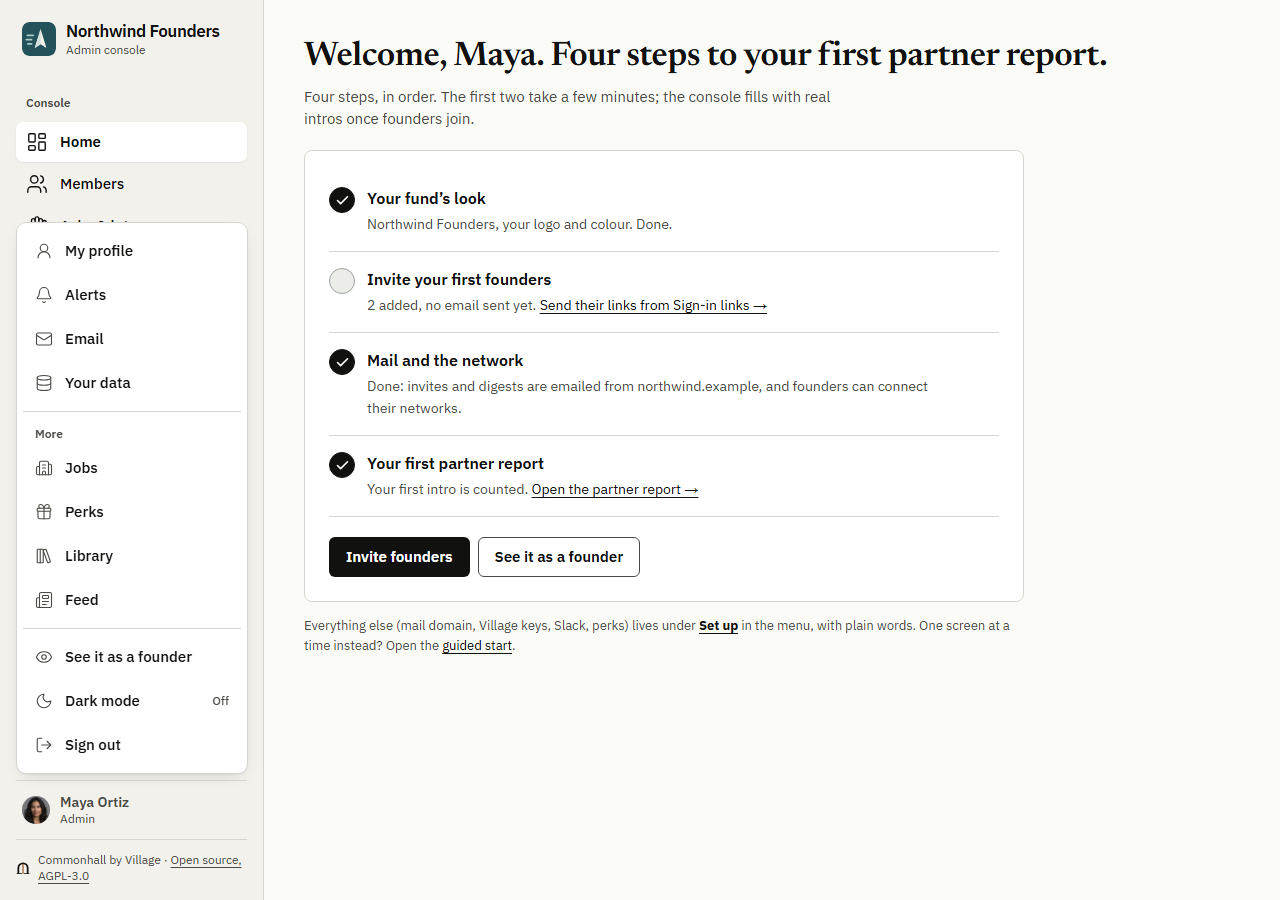 Northwind Founders
Admin console
Console
Home
Members
My profile
Alerts
Email
Your data
More
Jobs
Perks
Library
Feed
See it as a founder
Dark mode Off
Sign out
Maya Ortiz
Admin
Commonhall by Village · Open source,
AGPL-3.0
Welcome, Maya. Four steps to your first partner report.
Four steps, in order. The first two take a few minutes; the console fills with real
intros once founders join.
Your fund’s look
Northwind Founders, your logo and colour. Done.
Invite your first founders
2 added, no email sent yet. Send their links from Sign-in links →
Mail and the network
Done: invites and digests are emailed from northwind.example, and founders can connect
their networks.
Your first partner report
Your first intro is counted. Open the partner report →
Invite founders
See it as a founder
Everything else (mail domain, Village keys, Slack, perks) lives under Set up in the menu, with plain words. One screen at a
time instead? Open the guided start.